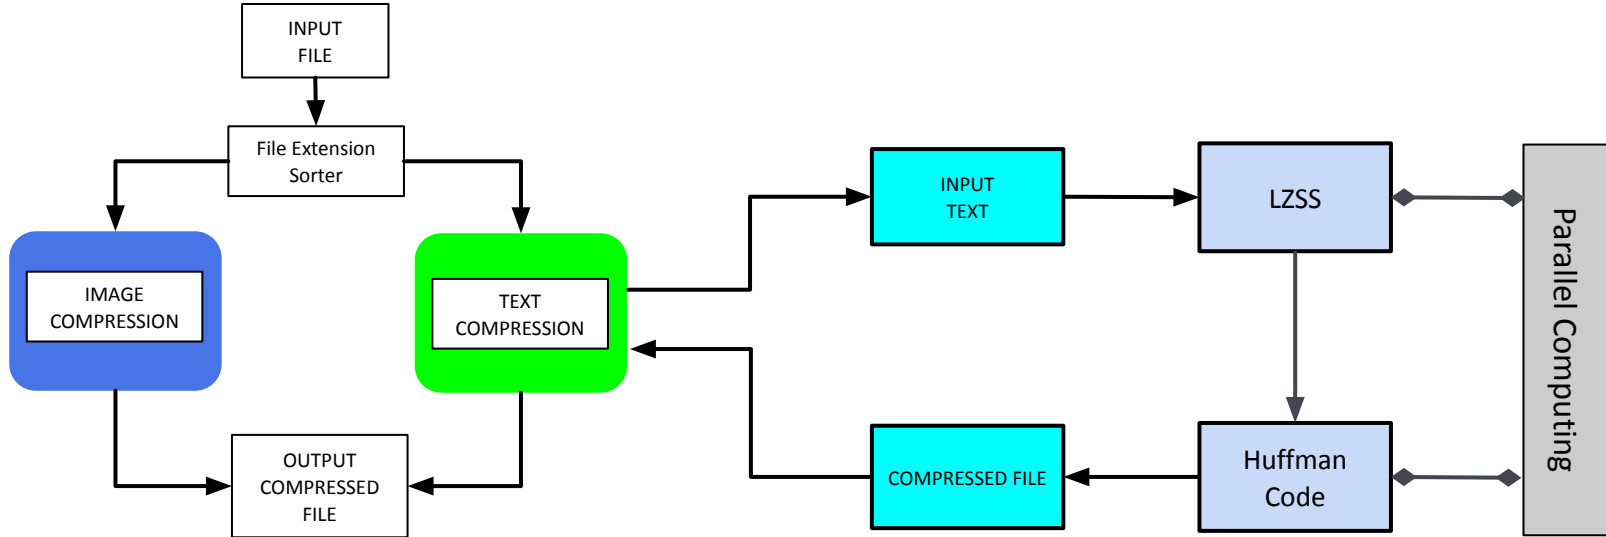 INPUT
FILE
File Extension
Sorter
IMAGE
COMPRESSION
TEXT
COMPRESSION
OUTPUT
COMPRESSED
FILE
INPUT
TEXT
LZSS
COMPRESSED FILE
Huffman
Code
Parallel Computing